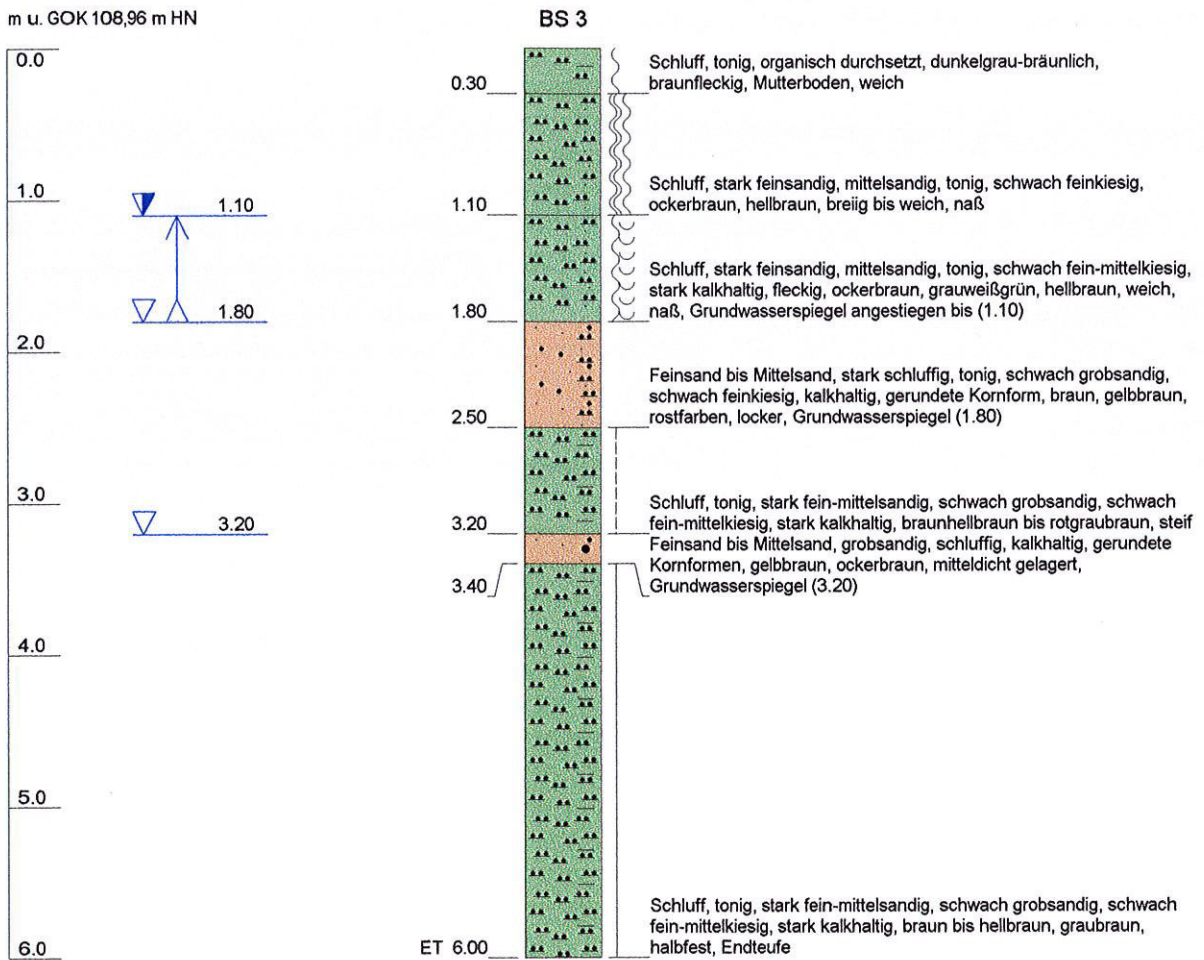 m u. GOK 108,96 m HN
BS 3
0.0
Schluff, tonig, organisch durchsetzt, dunkelgrau-bräunlich,
braunfleckig, Mutterboden, weich
0.30
1.0
1.10
Schluff, stark feinsandig, mittelsandig, tonig, schwach feinkiesig,
ockerbraun, hellbraun, breiig bis weich, naß
1.10
Schluff, stark feinsandig, mittelsandig, tonig, schwach fein-mittelkiesig,
stark kalkhaltig, fleckig, ockerbraun, grauweißgrün, hellbraun, weich,
naß, Grundwasserspiegel angestiegen bis (1.10)
1.80
1.80
2.0
Feinsand bis Mittelsand, stark schluffig, tonig, schwach grobsandig,
schwach feinkiesig, kalkhaltig, gerundete Kornform, braun, gelbbraun,
rostfarben, locker, Grundwasserspiegel (1.80)
2.50
3.0
Schluff, tonig, stark fein-mittelsandig, schwach grobsandig, schwach
fein-mittelkiesig, stark kalkhaltig, braunhellbraun bis rotgraubraun, steif
3.20
3.20
Feinsand bis Mittelsand, grobsandig, schluffig, kalkhaltig, gerundete
Kornformen, gelbbraun, ockerbraun, mitteldicht gelagert,
Grundwasserspiegel (3.20)
3.40
4.0
5.0
Schluff, tonig, stark fein-mittelsandig, schwach grobsandig, schwach
fein-mittelkiesig, stark kalkhaltig, braun bis hellbraun, graubraun,
halbfest, Endteufe
6.0
ET 6.00